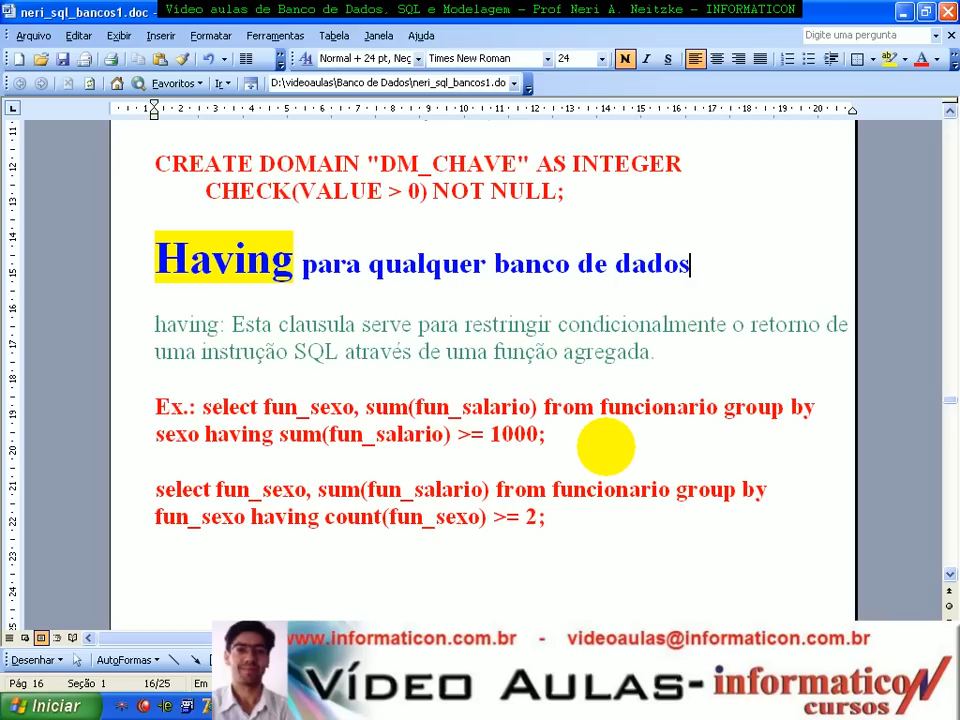 Vídeo aulas de Banco de Dados, SQL e Modelagem - Prof Neri A. Neitzke - INFORMATICON
neri_sql_bancos1.doc -
Arquivo Editar Exibir Inserir Formatar Ferramentas Tabela Janela Ajuda Digite uma pergunta
Normal + 24 pt, Neg Times New Roman 24 N I S
Favoritos Ir D:\videoaulas\Banco de Dados\neri_sql_bancos1.do
CREATE DOMAIN "DM_CHAVE" AS INTEGER
CHECK(VALUE > 0) NOT NULL;
Having para qualquer banco de dados
having: Esta clausula serve para restringir condicionalmente o retorno de
uma instrução SQL através de uma função agregada.
Ex.: select fun_sexo, sum(fun_salario) from funcionario group by
sexo having sum(fun_salario) >= 1000;
select fun_sexo, sum(fun_salario) from funcionario group by
fun_sexo having count(fun_sexo) >= 2;
www.informaticon.com.br - videoaulas@informaticon.com.br
Desenhar AutoFormas
VÍDEO AULAS- informaticon
cursos
Pág 16 Seção 1 16/25 Em
Iniciar